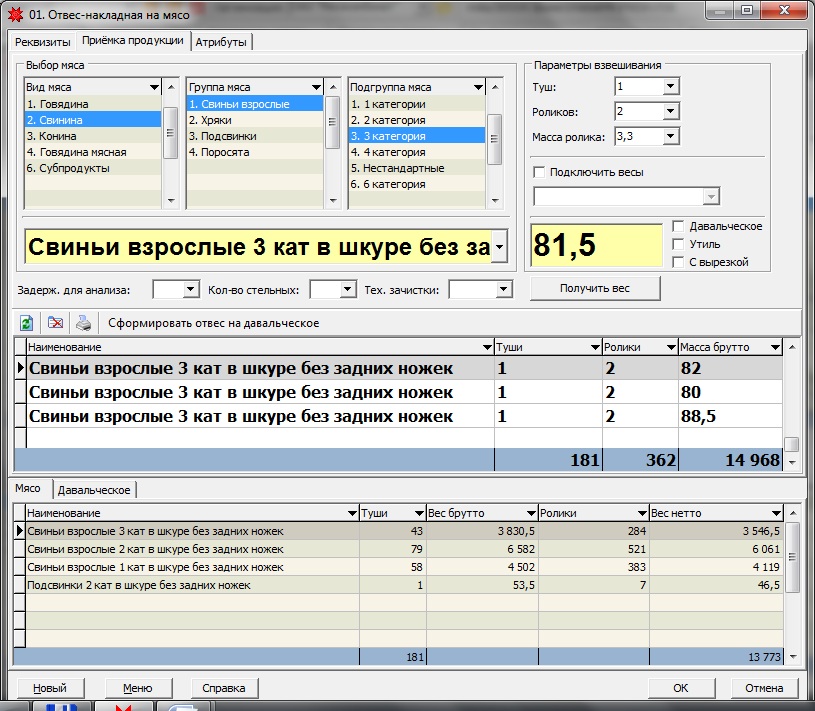 01. Отвес-накладная на мясо
Реквизиты Приёмка продукции Атрибуты
Выбор мяса
Вид мяса
1. Говядина
2. Свинина
3. Конина
4. Говядина мясная
6. Субпродукты
Группа мяса
1. Свиньи взрослые
2. Хряки
3. Подсвинки
4. Поросята
Подгруппа мяса
1. 1 категории
2. 2 категория
3. 3 категория
4. 4 категория
5. Нестандартные
6. 6 категория
Параметры взвешивания
Туш: 1
Роликов: 2
Масса ролика: 3,3
Подключить весы
Свиньи взрослые 3 кат в шкуре без за
81,5
Давальческое
Утиль
С вырезкой
Задерж. для анализа: Кол-во стельных: Тех. зачистки:
Получить вес
Сформировать отвес на давальческое
Наименование Туши Ролики Масса брутто
Свиньи взрослые 3 кат в шкуре без задних ножек 1 2 82
Свиньи взрослые 3 кат в шкуре без задних ножек 1 2 80
Свиньи взрослые 3 кат в шкуре без задних ножек 1 2 88,5
181 362 14 968
Мясо Давальческое
Наименование Туши Вес брутто Ролики Вес нетто
Свиньи взрослые 3 кат в шкуре без задних ножек 43 3 830,5 284 3 546,5
Свиньи взрослые 2 кат в шкуре без задних ножек 79 6 582 521 6 061
Свиньи взрослые 1 кат в шкуре без задних ножек 58 4 502 383 4 119
Подсвинки 2 кат в шкуре без задних ножек 1 53,5 7 46,5
181 13 773
Новый Меню Справка OK Отмена